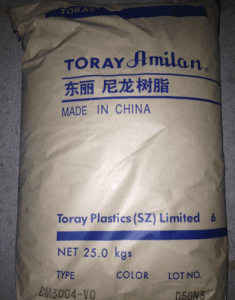 TORAY Amilan®
东丽 尼龙树脂
MADE IN CHINA
Toray Plastics (SZ) Limited 6
NET 25.0 kgs
TYPE COLOR LOT NO.
CM3004-V0